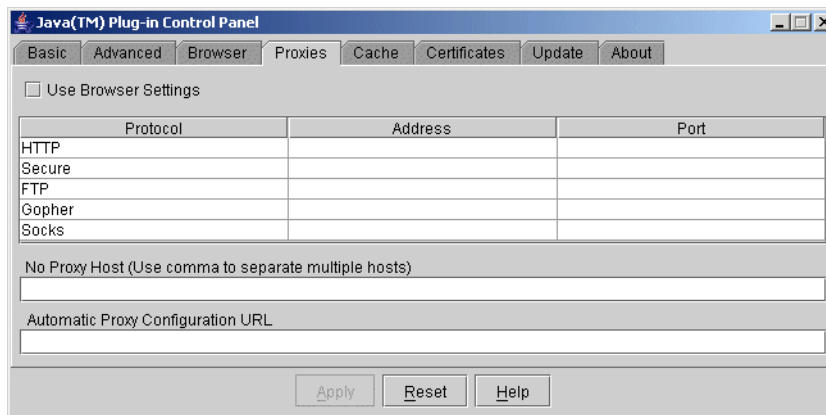 Java(TM) Plug-in Control Panel
Basic Advanced Browser Proxies Cache Certificates Update About
Use Browser Settings
Protocol Address Port
HTTP
Secure
FTP
Gopher
Socks
No Proxy Host (Use comma to separate multiple hosts)
Automatic Proxy Configuration URL
Apply Reset Help